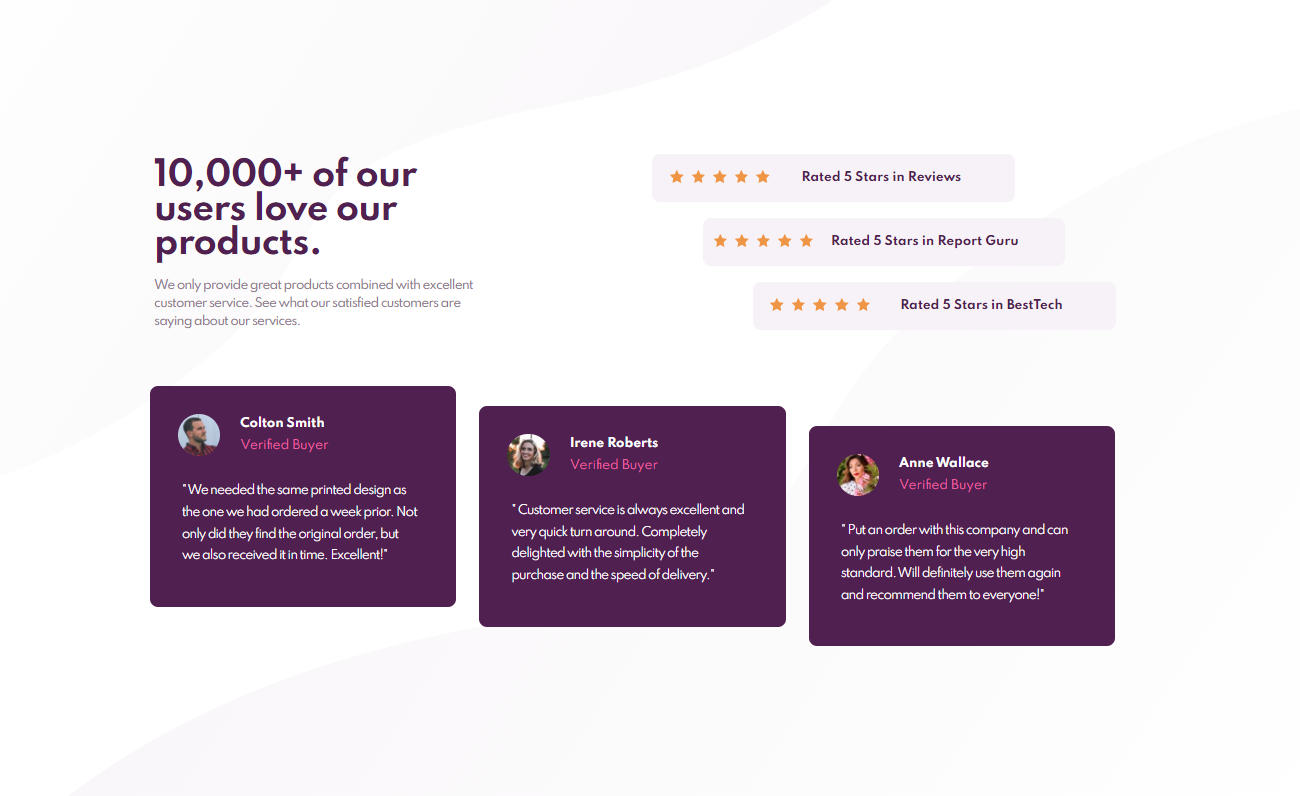 10,000+ of our
users love our
products.
We only provide great products combined with excellent
customer service. See what our satisfied customers are
saying about our services.
Rated 5 Stars in Reviews
Rated 5 Stars in Report Guru
Rated 5 Stars in BestTech
Colton Smith
Verified Buyer
"We needed the same printed design as
the one we had ordered a week prior. Not
only did they find the original order, but
we also received it in time. Excellent!"
Irene Roberts
Verified Buyer
" Customer service is always excellent and
very quick turn around. Completely
delighted with the simplicity of the
purchase and the speed of delivery."
Anne Wallace
Verified Buyer
" Put an order with this company and can
only praise them for the very high
standard. Will definitely use them again
and recommend them to everyone!"